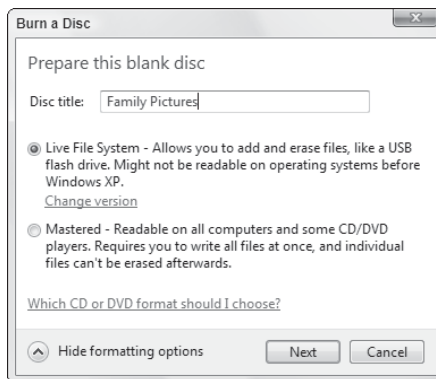 Burn a Disc
Prepare this blank disc
Disc title: Family Pictures
Live File System - Allows you to add and erase files, like a USB
flash drive. Might not be readable on operating systems before
Windows XP.
Change version
Mastered - Readable on all computers and some CD/DVD
players. Requires you to write all files at once, and individual
files can't be erased afterwards.
Which CD or DVD format should I choose?
Hide formatting options Next Cancel